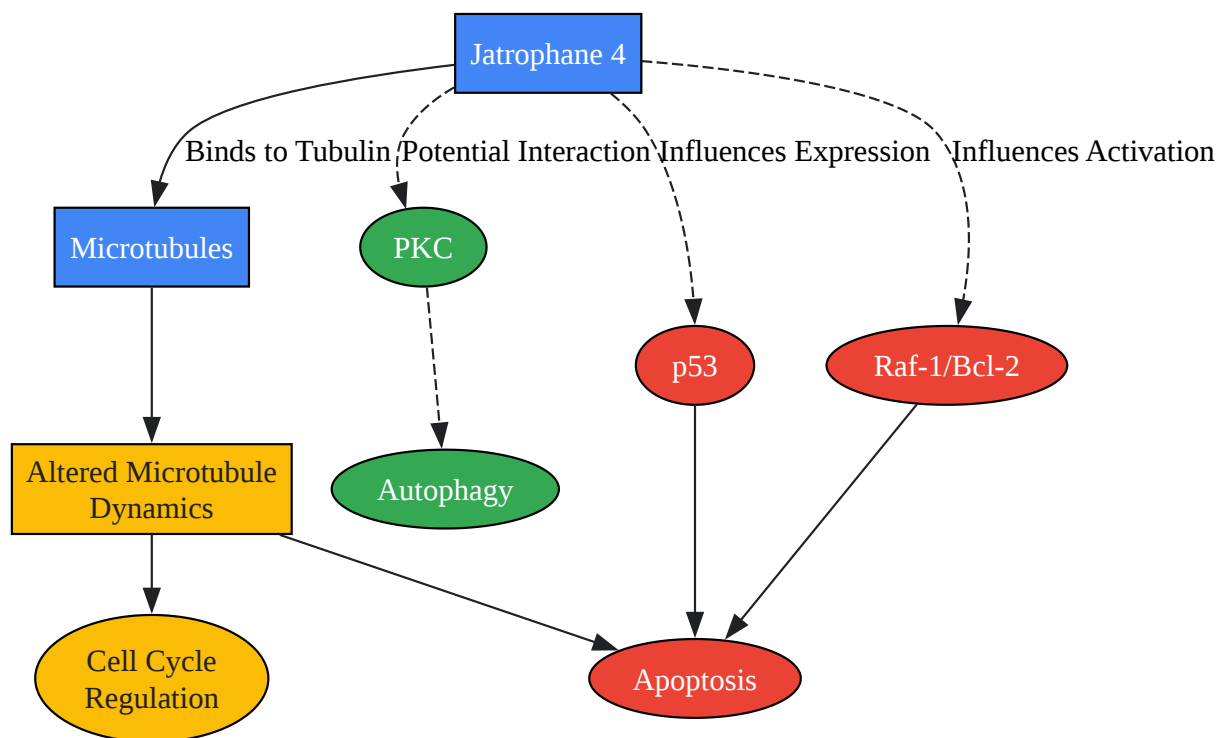 Jatrophane 4
Binds to Tubulin
Potential Interaction
Influences Expression
Influences Activation
Microtubules
PKC
p53
Raf-1/Bcl-2
Altered Microtubule
Dynamics
Autophagy
Cell Cycle
Regulation
Apoptosis